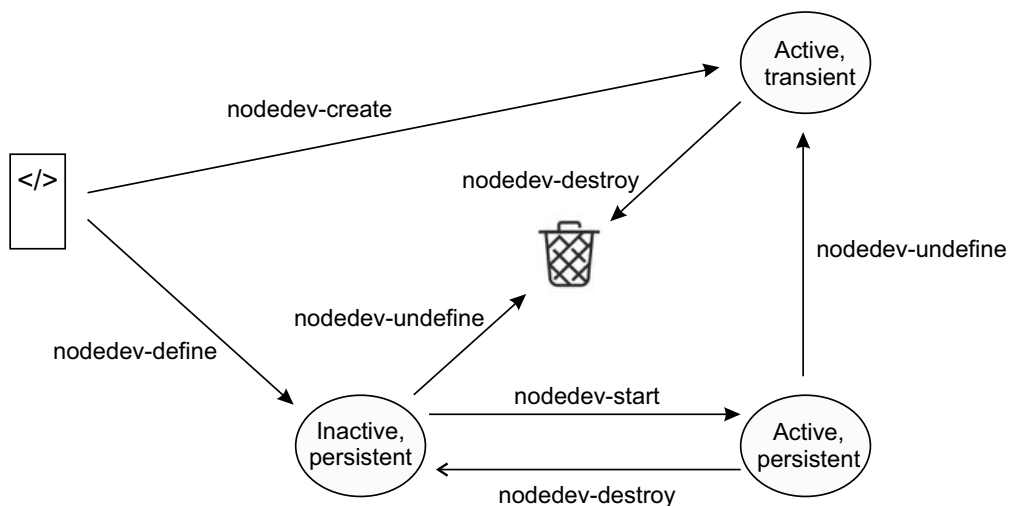 Active,
transient
nodedev-create
</>
nodedev-destroy
nodedev-undefine
nodedev-undefine
nodedev-define
nodedev-start
Inactive,
persistent
Active,
persistent
nodedev-destroy